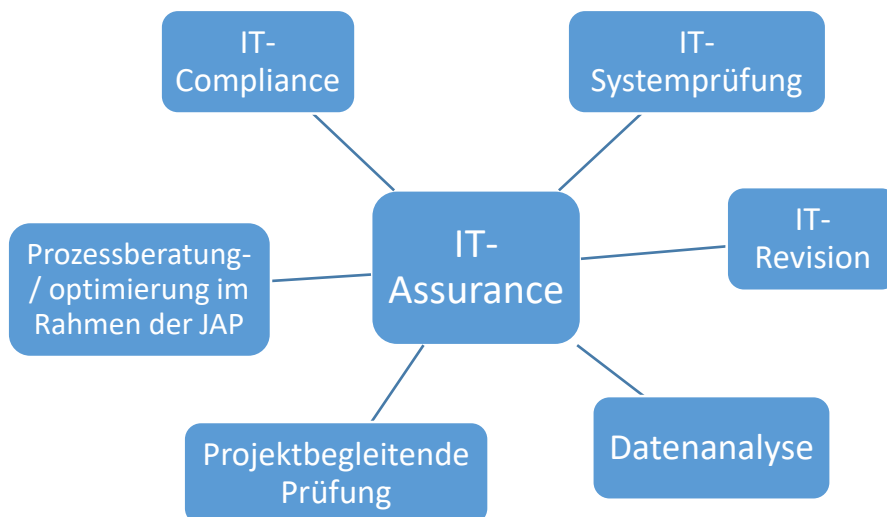 IT-
Compliance
IT-
Systemprüfung
IT-
Assurance
IT-
Revision
Prozessberatung-
/ optimierung im
Rahmen der JAP
Projektbegleitende
Prüfung
Datenanalyse